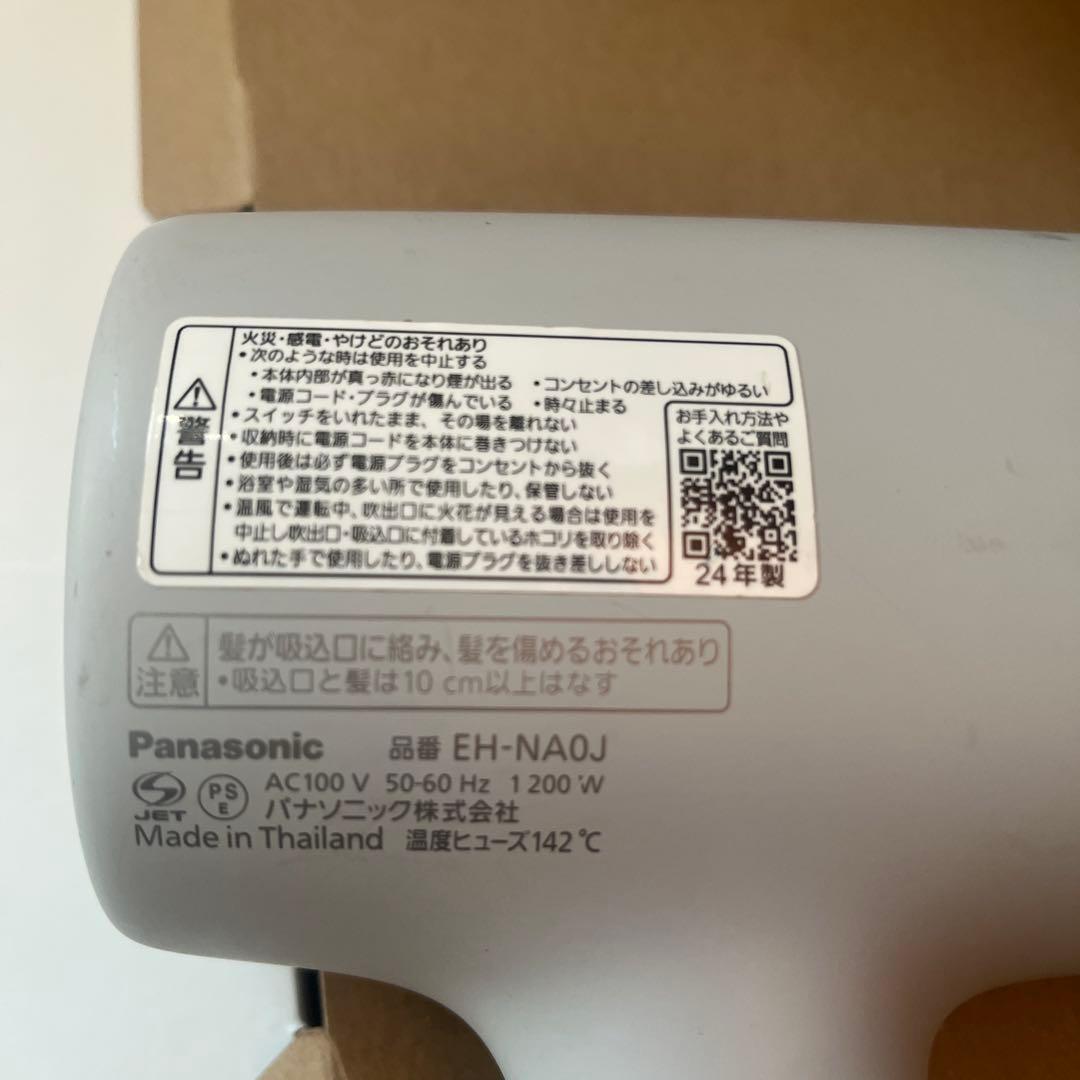 警告
火災・感電・やけどのおそれあり
・次のような時は使用を中止する
・本体内部が真っ赤になり煙が出る ・コンセントの差し込みがゆるい
・電源コード・プラグが傷んでいる ・時々止まる
・スイッチをいれたまま、その場を離れない
・収納時に電源コードを本体に巻きつけない
・使用後は必ず電源プラグをコンセントから抜く
・浴室や湿気の多い所で使用したり、保管しない
・温風で運転中、吹出口に火花が見える場合は使用を
中止し吹出口・吸込口に付着しているホコリを取り除く
・ぬれた手で使用したり、電源プラグを抜き差ししない
お手入れ方法や
よくあるご質問
24年製
注意
髪が吸込口に絡み、髪を傷めるおそれあり
・吸込口と髪は10 cm以上はなす
Panasonic 品番 EH-NA0J
JET PS E AC100 V 50-60 Hz 1 200 W
パナソニック株式会社
Made in Thailand 温度ヒューズ142℃